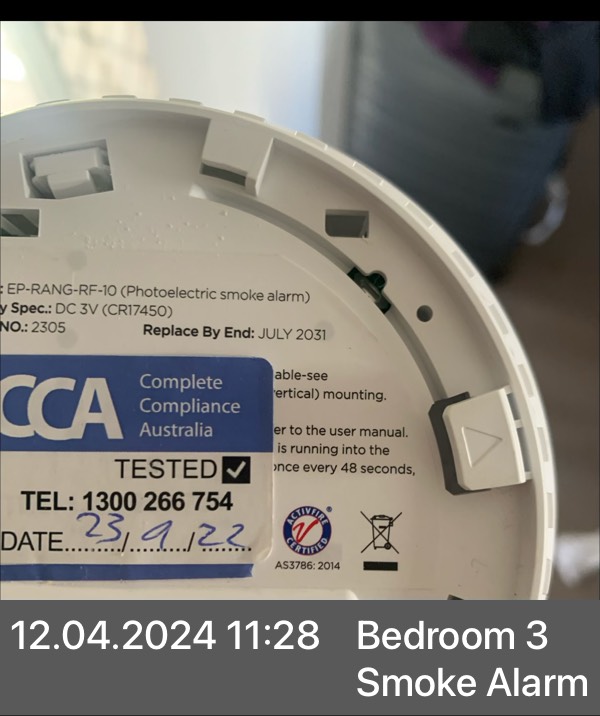 : EP-RANG-RF-10 (Photoelectric smoke alarm)
y Spec.: DC 3V (CR17450)
NO.: 2305 Replace By End: JULY 2031
able-see
ertical) mounting.
er to the user manual.
is running into the
once every 48 seconds,
CCA Complete
Compliance
Australia
TESTED
TEL: 1300 266 754
DATE 23/9/22
ACTIVFIRE
CERTIFIED
AS3786: 2014
12.04.2024 11:28 Bedroom 3
Smoke Alarm